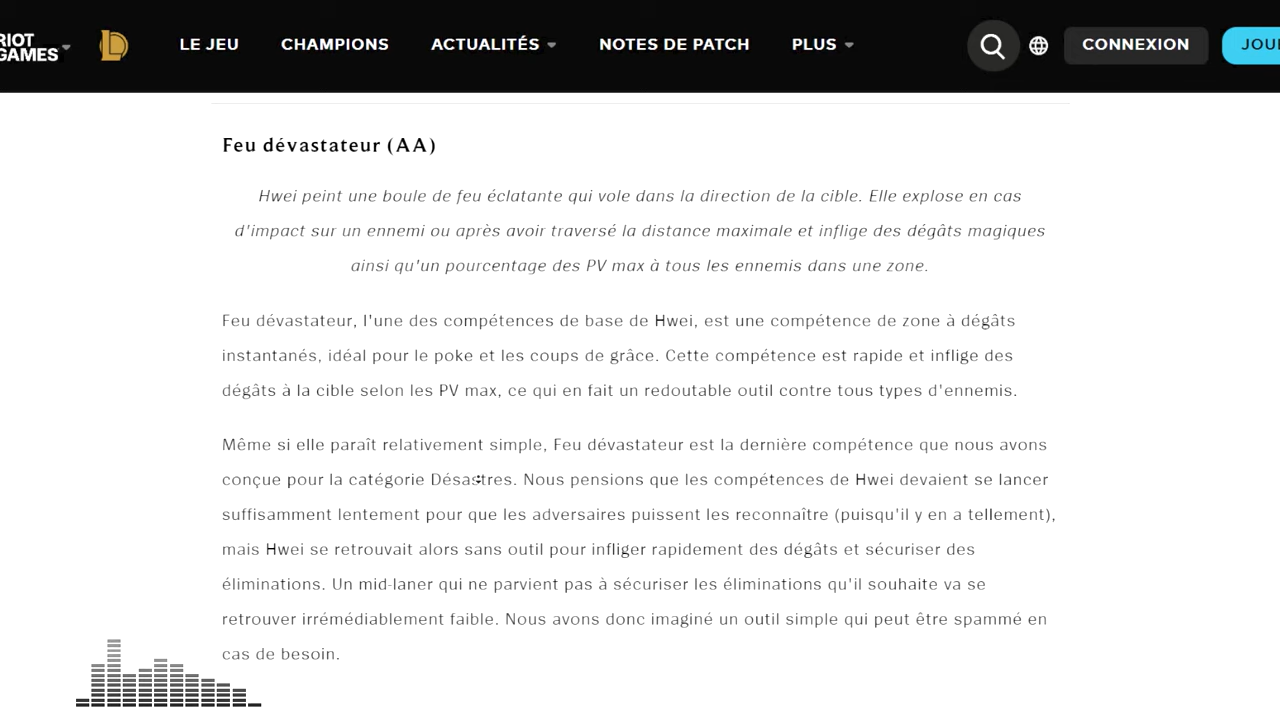 RIOT
GAMES
LE JEU
CHAMPIONS
ACTUALITÉS
NOTES DE PATCH
PLUS
CONNEXION
Feu dévastateur (AA)
Hwei peint une boule de feu éclatante qui vole dans la direction de la cible. Elle explose en cas
d'impact sur un ennemi ou après avoir traversé la distance maximale et inflige des dégâts magiques
ainsi qu'un pourcentage des PV max à tous les ennemis dans une zone.
Feu dévastateur, l'une des compétences de base de Hwei, est une compétence de zone à dégâts
instantanés, idéal pour le poke et les coups de grâce. Cette compétence est rapide et inflige des
dégâts à la cible selon les PV max, ce qui en fait un redoutable outil contre tous types d'ennemis.
Même si elle paraît relativement simple, Feu dévastateur est la dernière compétence que nous avons
conçue pour la catégorie Désastres. Nous pensions que les compétences de Hwei devaient se lancer
suffisamment lentement pour que les adversaires puissent les reconnaître (puisqu'il y en a tellement),
mais Hwei se retrouvait alors sans outil pour infliger rapidement des dégâts et sécuriser des
éliminations. Un mid-laner qui ne parvient pas à sécuriser les éliminations qu'il souhaite va se
retrouver irrémédiablement faible. Nous avons donc imaginé un outil simple qui peut être spammé en
cas de besoin.